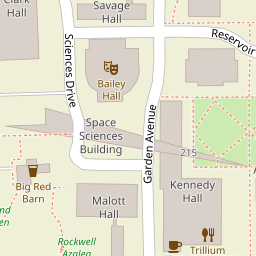 Clark
Hall
Savage
Hall
Sciences Drive
Reservoir
Bailey
Hall
Garden Avenue
Space
Sciences
Building
215
Big Red
Barn
Kennedy
Hall
Malott
Hall
Rockwell
Azalea
Trillium